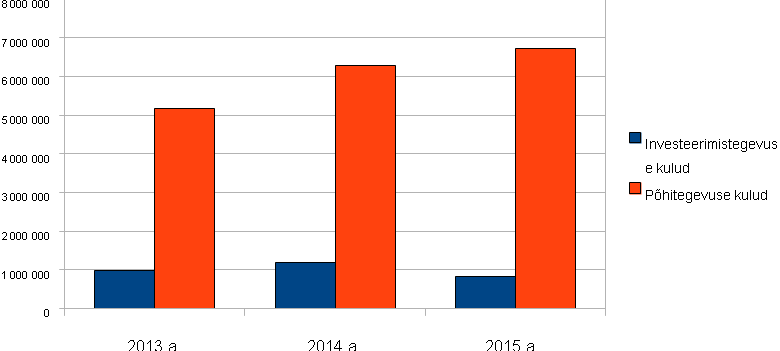 8 000 000
7 000 000
6 000 000
5 000 000
4 000 000
3 000 000
2 000 000
1 000 000
0
2013 a
2014 a
2015 a
Investeerimistegevus
e kulud
Põhitegevuse kulud